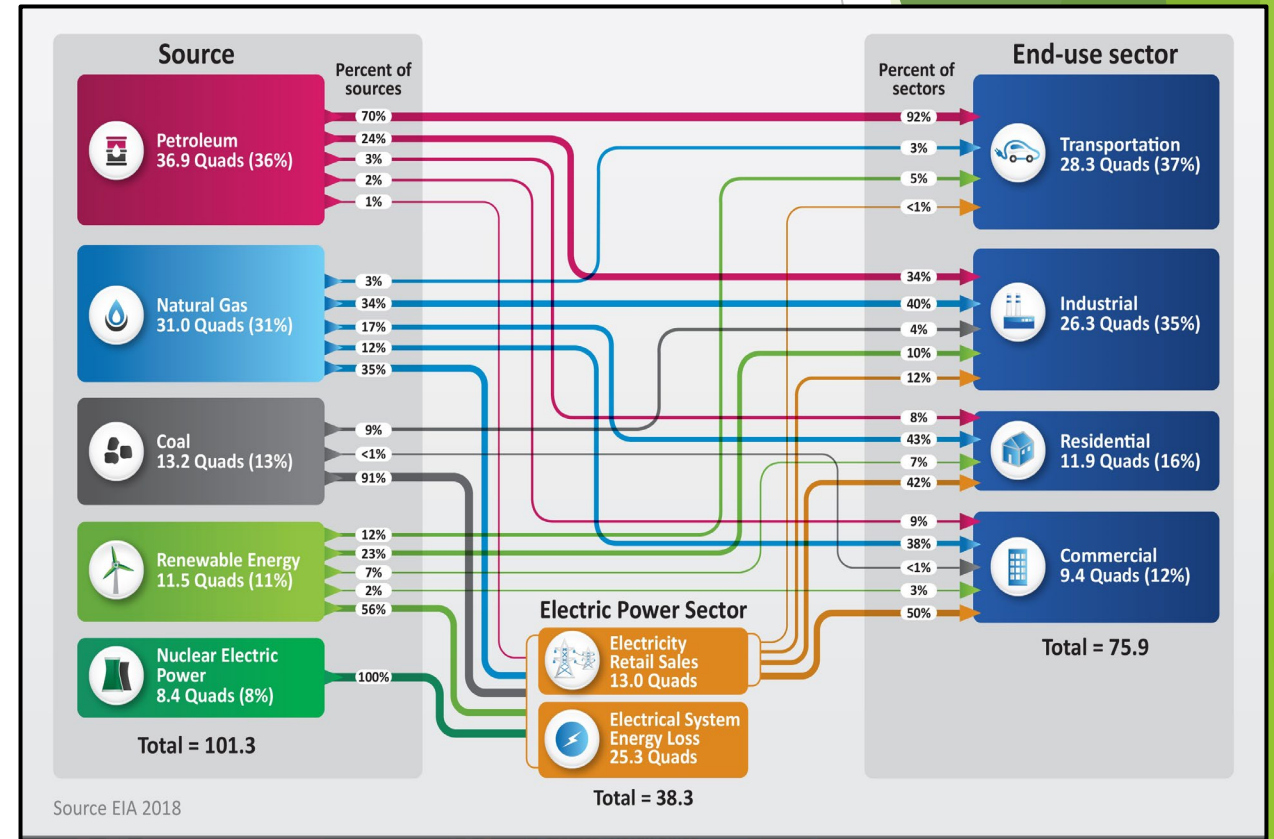 Source
Percent of
sources
Petroleum
36.9 Quads (36%)
70%
24%
3%
2%
1%
Natural Gas
31.0 Quads (31%)
3%
34%
17%
12%
35%
Coal
13.2 Quads (13%)
9%
<1%
91%
Renewable Energy
11.5 Quads (11%)
12%
23%
7%
2%
56%
Nuclear Electric
Power
8.4 Quads (8%)
100%
Total = 101.3
Electric Power Sector
Electricity
Retail Sales
13.0 Quads
Electrical System
Energy Loss
25.3 Quads
Total = 38.3
End-use sector
Percent of
sectors
92%
3%
5%
<1%
Transportation
28.3 Quads (37%)
34%
40%
4%
10%
12%
Industrial
26.3 Quads (35%)
8%
43%
7%
42%
Residential
11.9 Quads (16%)
9%
38%
<1%
3%
50%
Commercial
9.4 Quads (12%)
Total = 75.9
Source EIA 2018